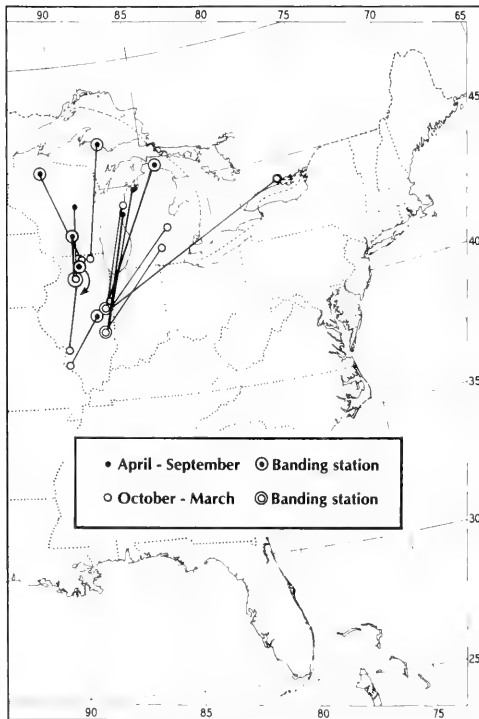 90 85 80 75 70 65
45
40
35
30
25
• April - September ⦿ Banding station
○ October - March ◎ Banding station
90 85 80 75